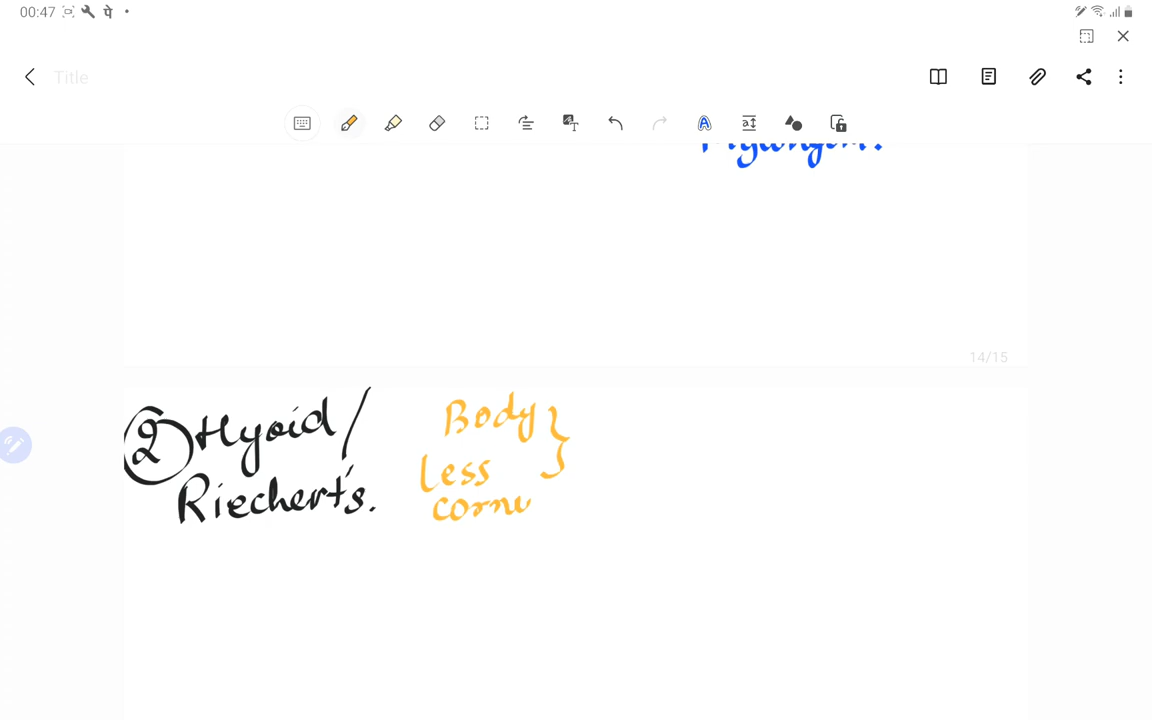 00:47
Title
14/15
2 Hyoid/
Riechert's.
Body }
less
cornu